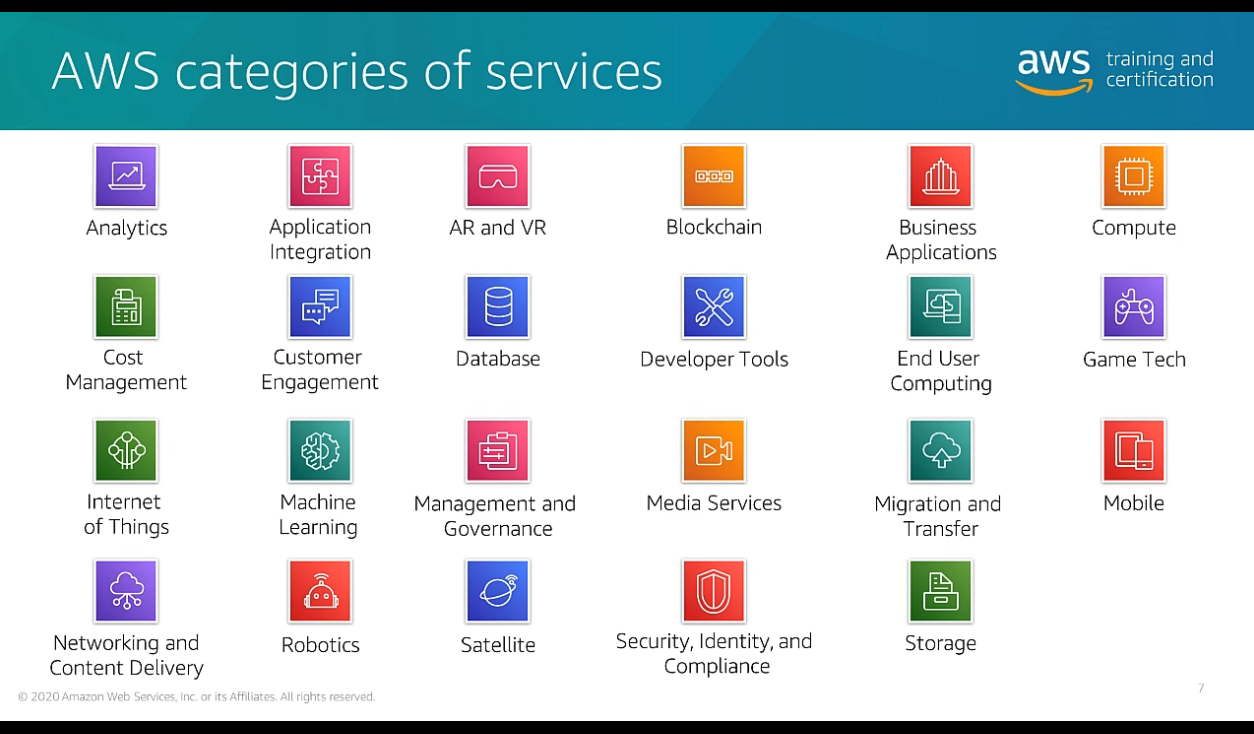 AWS categories of services
aws training and
certification
Analytics
Application
Integration
AR and VR
Blockchain
Business
Applications
Compute
Cost
Management
Customer
Engagement
Database
Developer Tools
End User
Computing
Game Tech
Internet
of Things
Machine
Learning
Management and
Governance
Media Services
Migration and
Transfer
Mobile
Networking and
Content Delivery
Robotics
Satellite
Security, Identity, and
Compliance
Storage
© 2020 Amazon Web Services, Inc. or its Affiliates. All rights reserved.
7